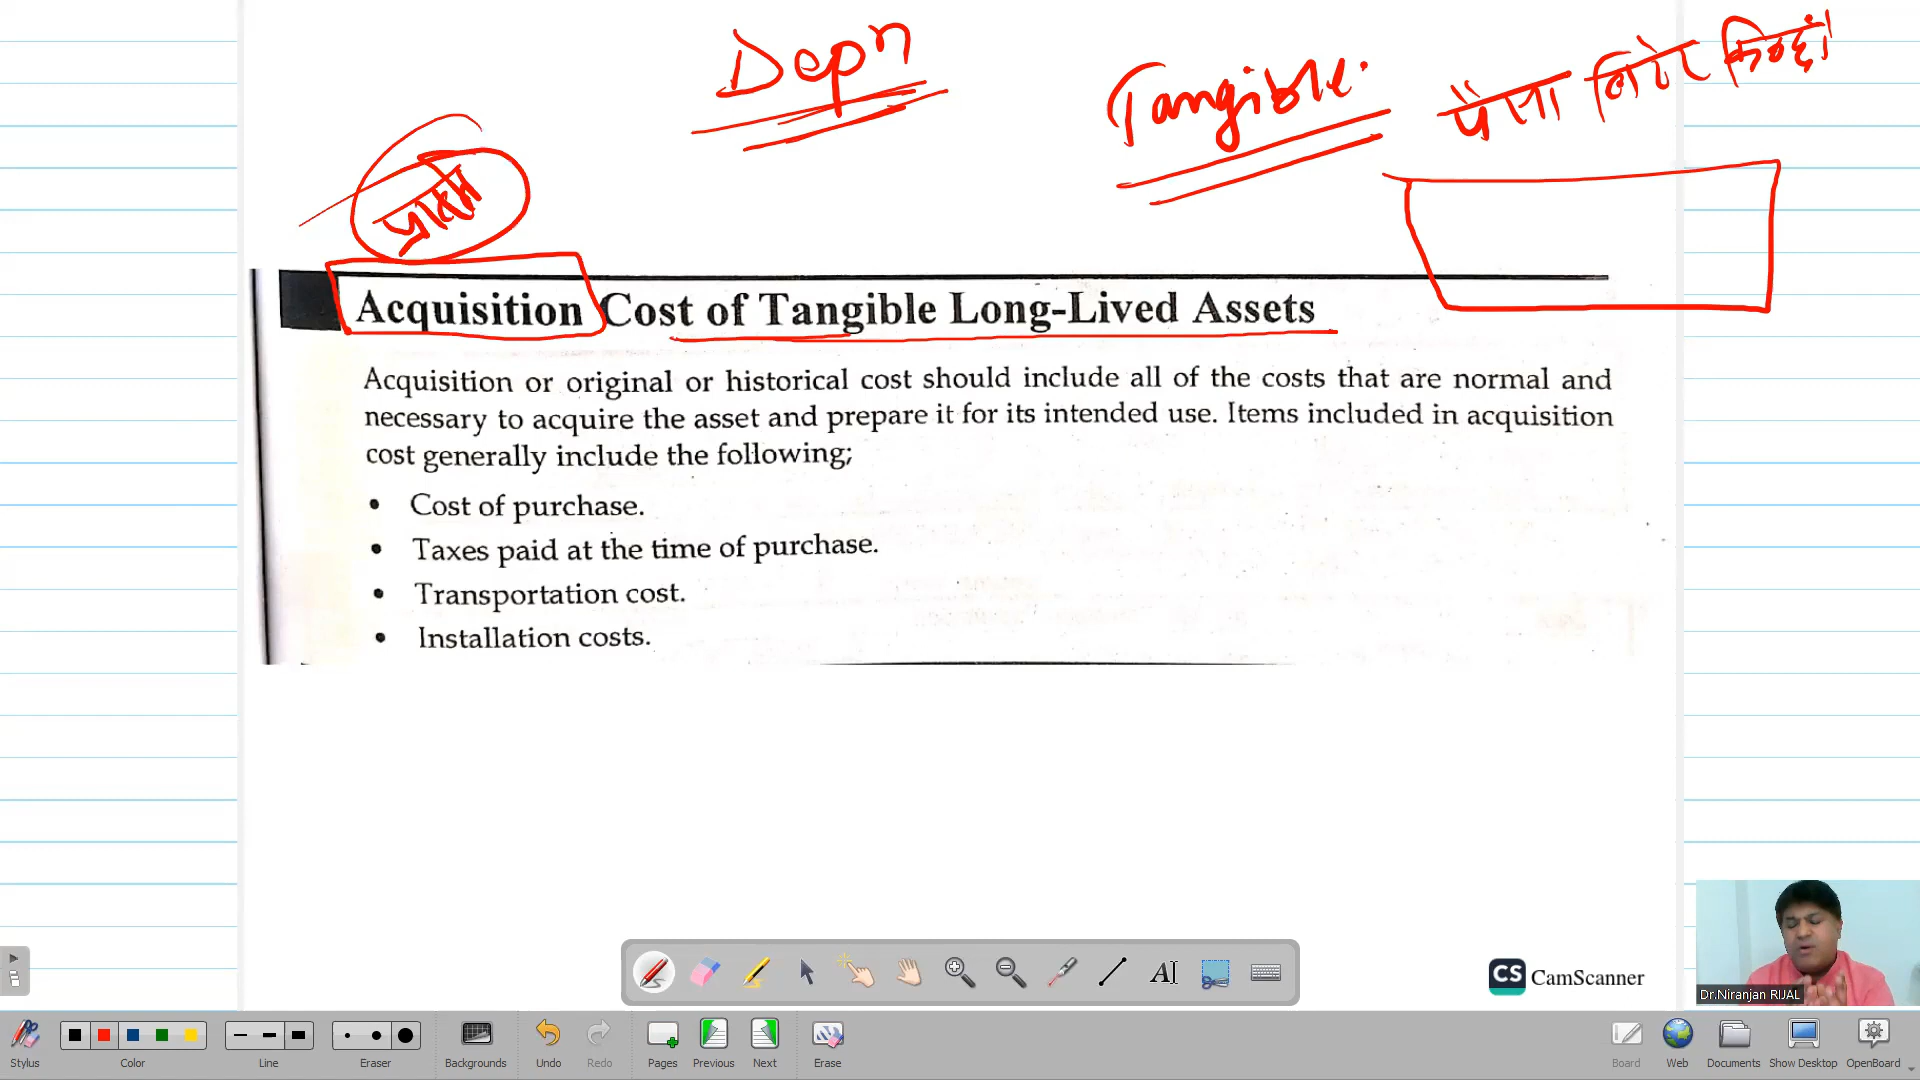 Depn
Tangible.
पैसा तिरेर किन्दा
प्राप्त
Acquisition Cost of Tangible Long-Lived Assets
Acquisition or original or historical cost should include all of the costs that are normal and
necessary to acquire the asset and prepare it for its intended use. Items included in acquisition
cost generally include the following;
• Cost of purchase.
• Taxes paid at the time of purchase.
• Transportation cost.
• Installation costs.
CS CamScanner
Dr.Niranjan RIJAL
Stylus
Color
Line
Eraser
Backgrounds
Undo
Redo
Pages
Previous
Next
Erase
Board
Web
Documents
Show Desktop
OpenBoard